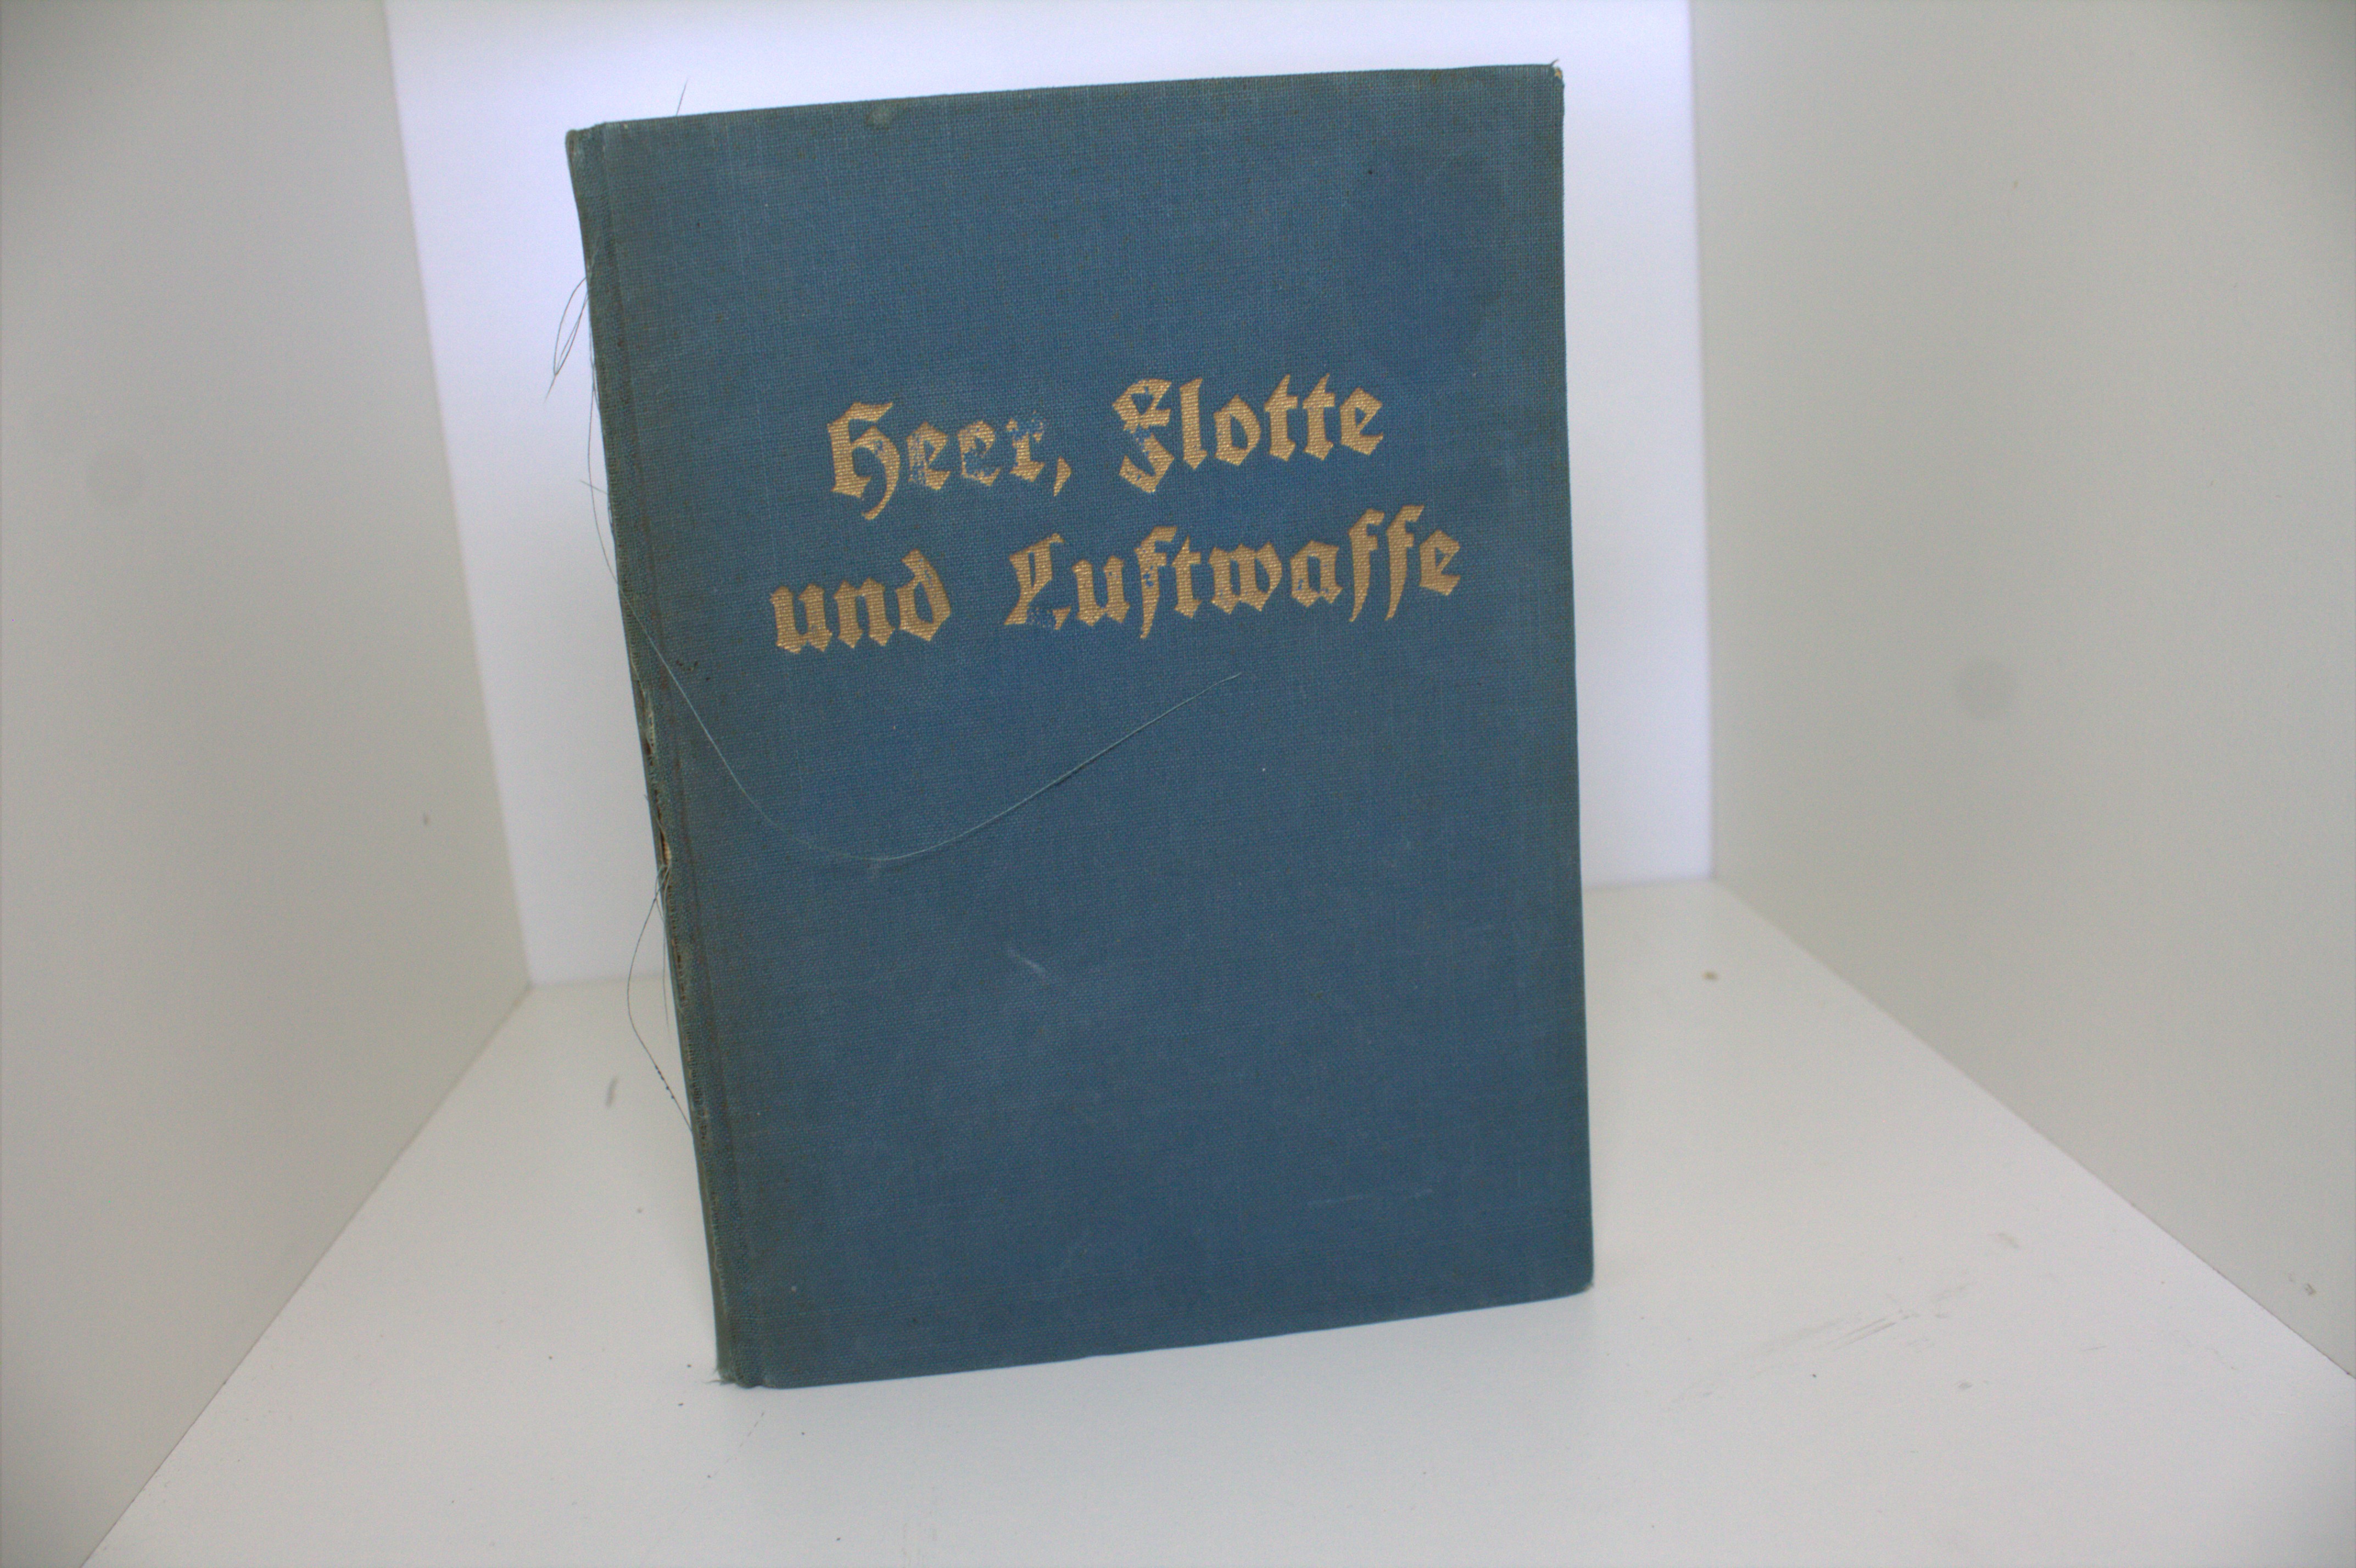 Heer, Flotte
und Luftwaffe